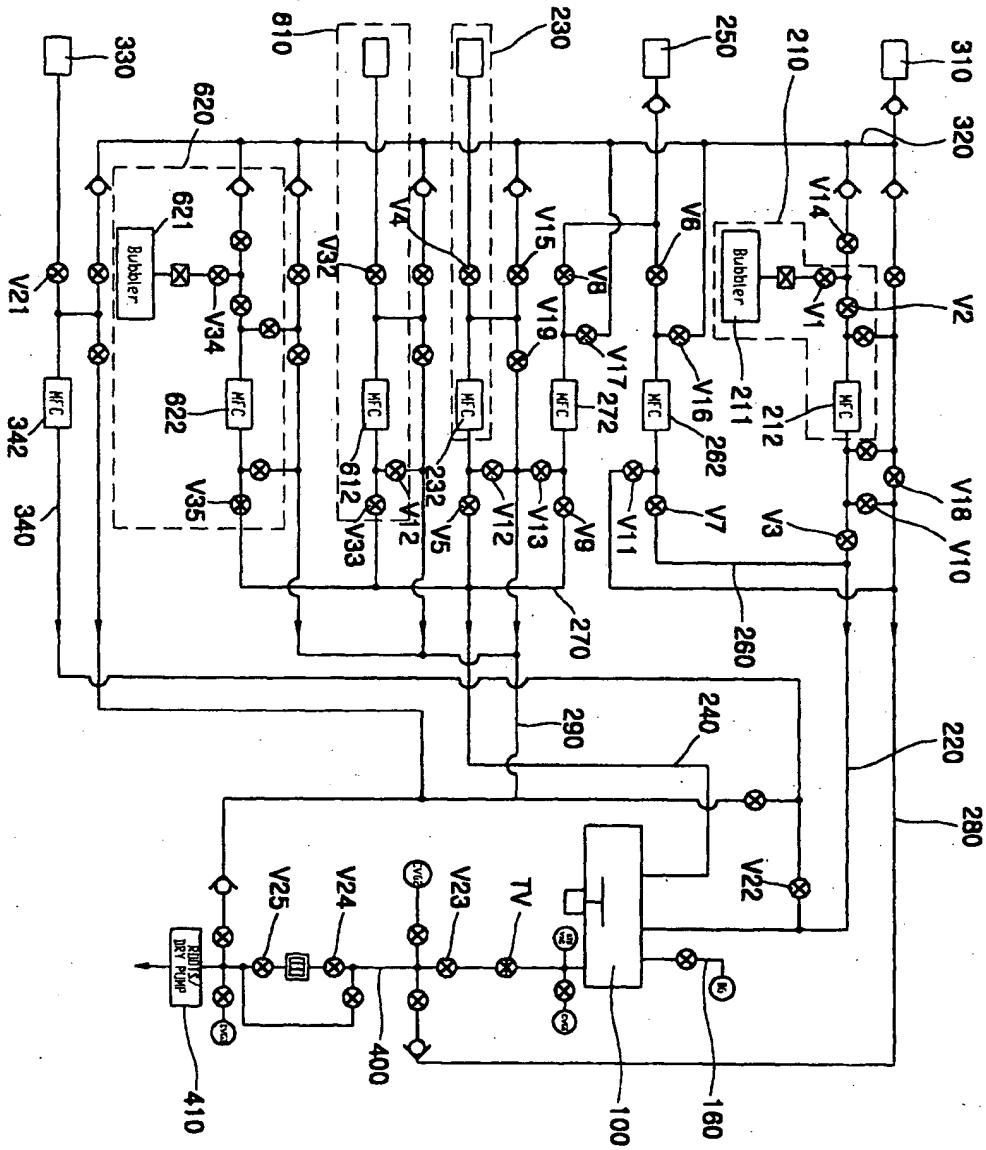 330
610
230
250
210
310
320
620
V14
V4
V15
V6
V2
621
Bubbler
V32
V8
V1
Bubbler
V21
V34
V19
V17
V16
211
212
MFC
342
MFC
622
MFC
612
MFC
232
MFC
272
MFC
262
MFC
V18
V35
V12
V33
V5
V12
V13
V9
V11
V7
V3
V10
340
270
260
290
240
220
280
V25
V24
V23
TV
V22
ROOTS/
DRY PUMP
410
400
100
160